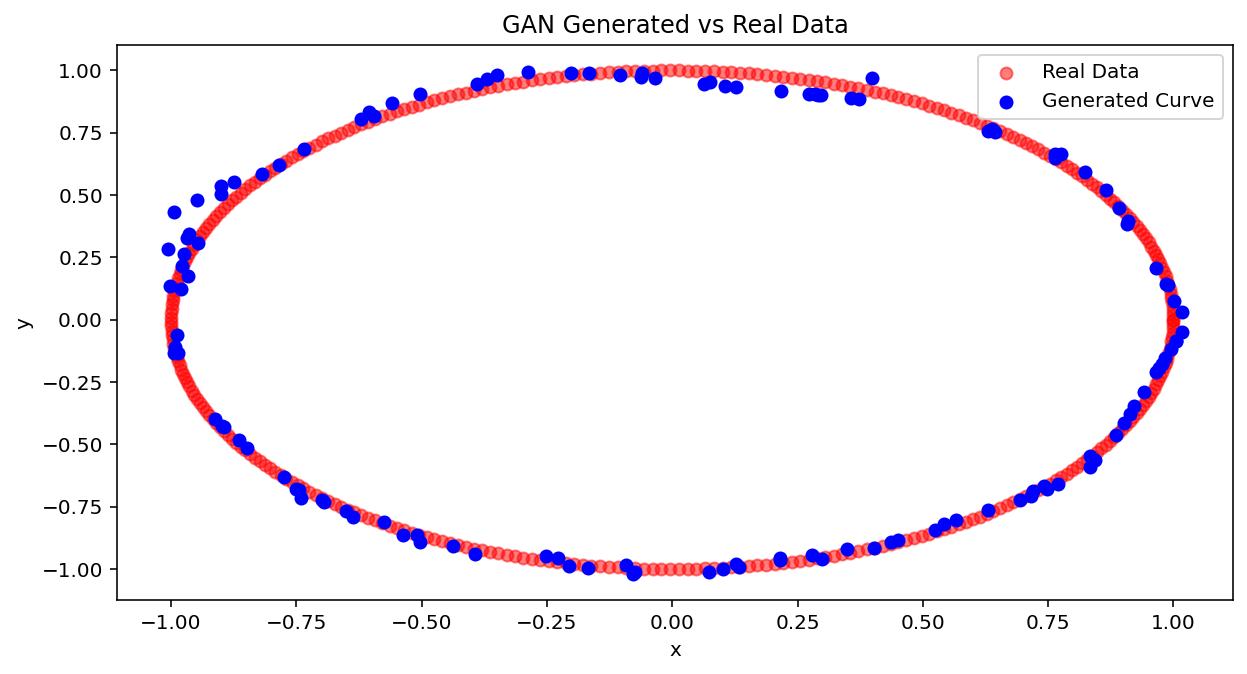 GAN Generated vs Real Data
Real Data
Generated Curve
y
1.00
0.75
0.50
0.25
0.00
−0.25
−0.50
−0.75
−1.00
−1.00 −0.75 −0.50 −0.25 0.00 0.25 0.50 0.75 1.00
x